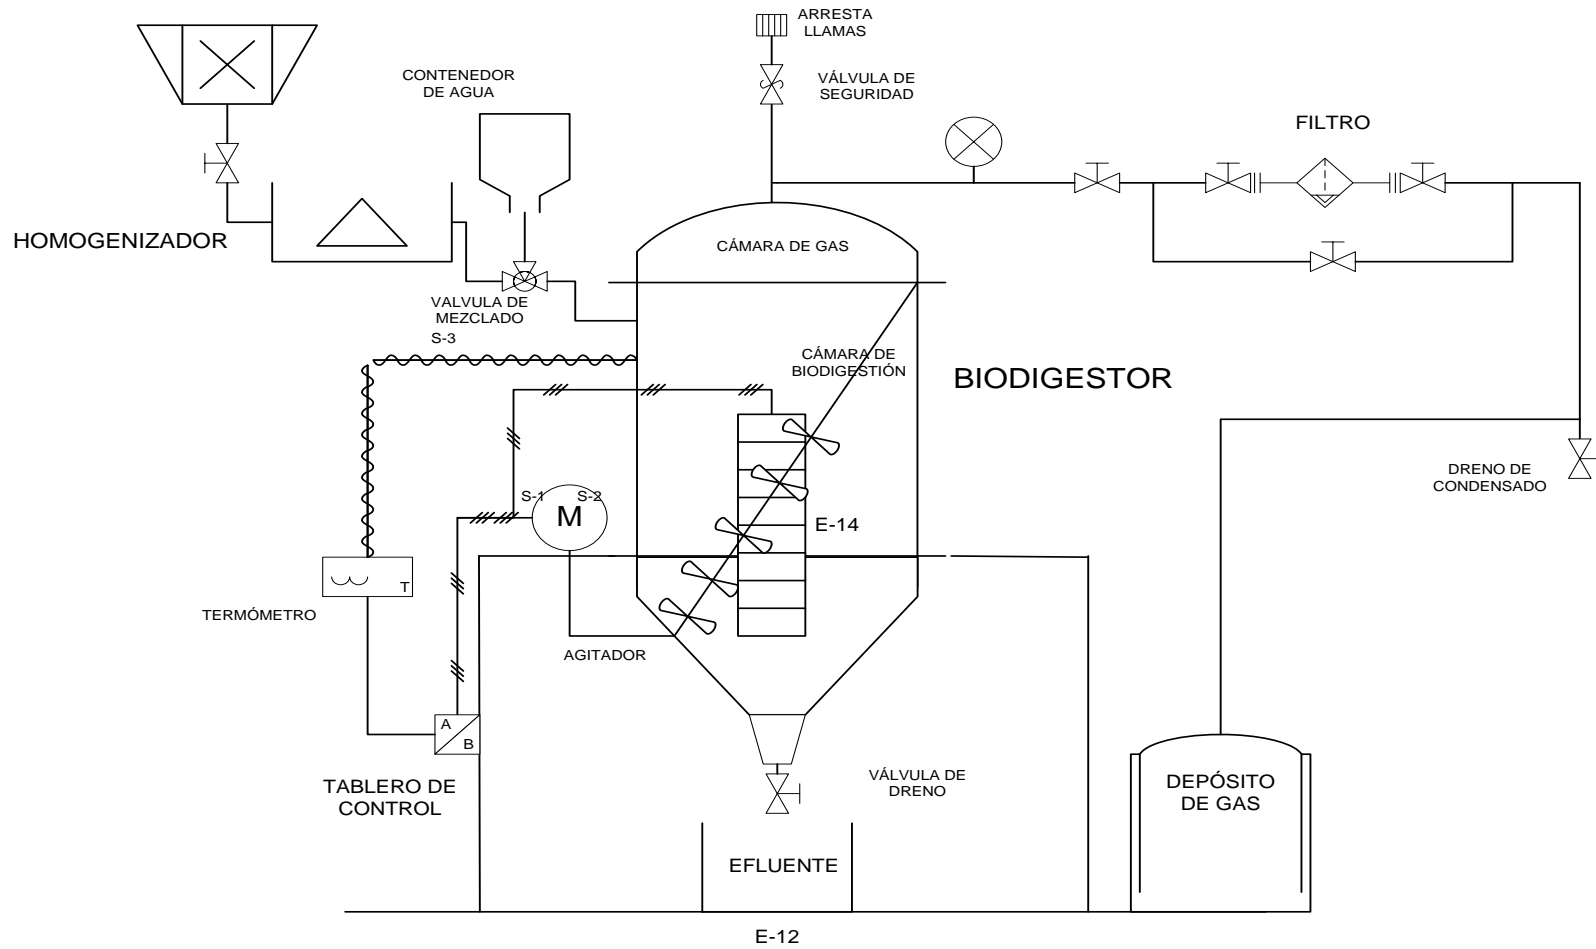 ARRESTA
LLAMAS
CONTENEDOR
DE AGUA
VÁLVULA DE
SEGURIDAD
FILTRO
HOMOGENIZADOR
CÁMARA DE GAS
VALVULA DE
MEZCLADO
S-3
CÁMARA DE
BIODIGESTIÓN
BIODIGESTOR
DRENO DE
CONDENSADO
S-1
S-2
M
E-14
T
TERMÓMETRO
AGITADOR
A
B
TABLERO DE
CONTROL
VÁLVULA DE
DRENO
DEPÓSITO
DE GAS
EFLUENTE
E-12